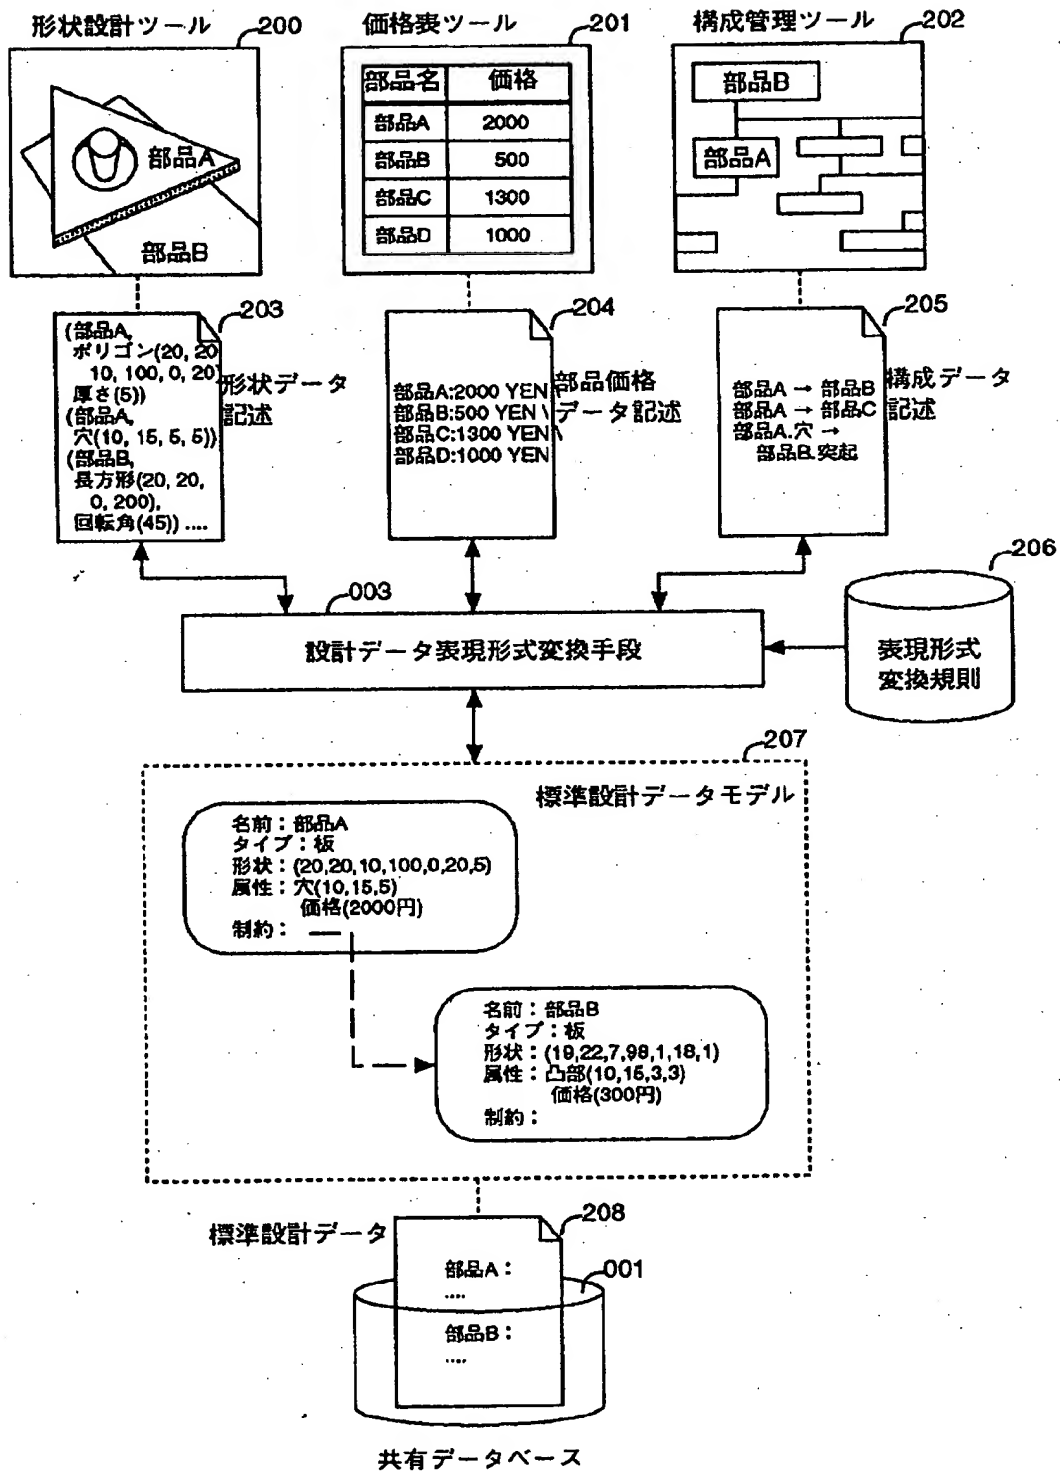 形状設計ツール
200
部品A
部品B
価格表ツール
201
部品名 価格
部品A 2000
部品B 500
部品C 1300
部品D 1000
構成管理ツール
202
部品B
部品A
203
(部品A,
ポリゴン(20, 20
10, 100, 0, 20)
厚さ(5))
(部品A,
穴(10, 15, 5, 5))
(部品B,
長方形(20, 20,
0, 200),
回転角(45)) ....
形状データ
記述
204
部品A:2000 YEN \
部品B:500 YEN \
部品C:1300 YEN \
部品D:1000 YEN
部品価格
データ記述
205
部品A → 部品B
部品A → 部品C
部品A.穴 →
部品B.突起
構成データ
記述
003
設計データ表現形式変換手段
206
表現形式
変換規則
207
標準設計データモデル
名前：部品A
タイプ：板
形状：(20,20,10,100,0,20,5)
属性：穴(10,15,5)
価格(2000円)
制約：
名前：部品B
タイプ：板
形状：(19,22,7,98,1,18,1)
属性：凸部(10,15,3,3)
価格(300円)
制約：
標準設計データ
208
001
部品A：
....
部品B：
....
共有データベース